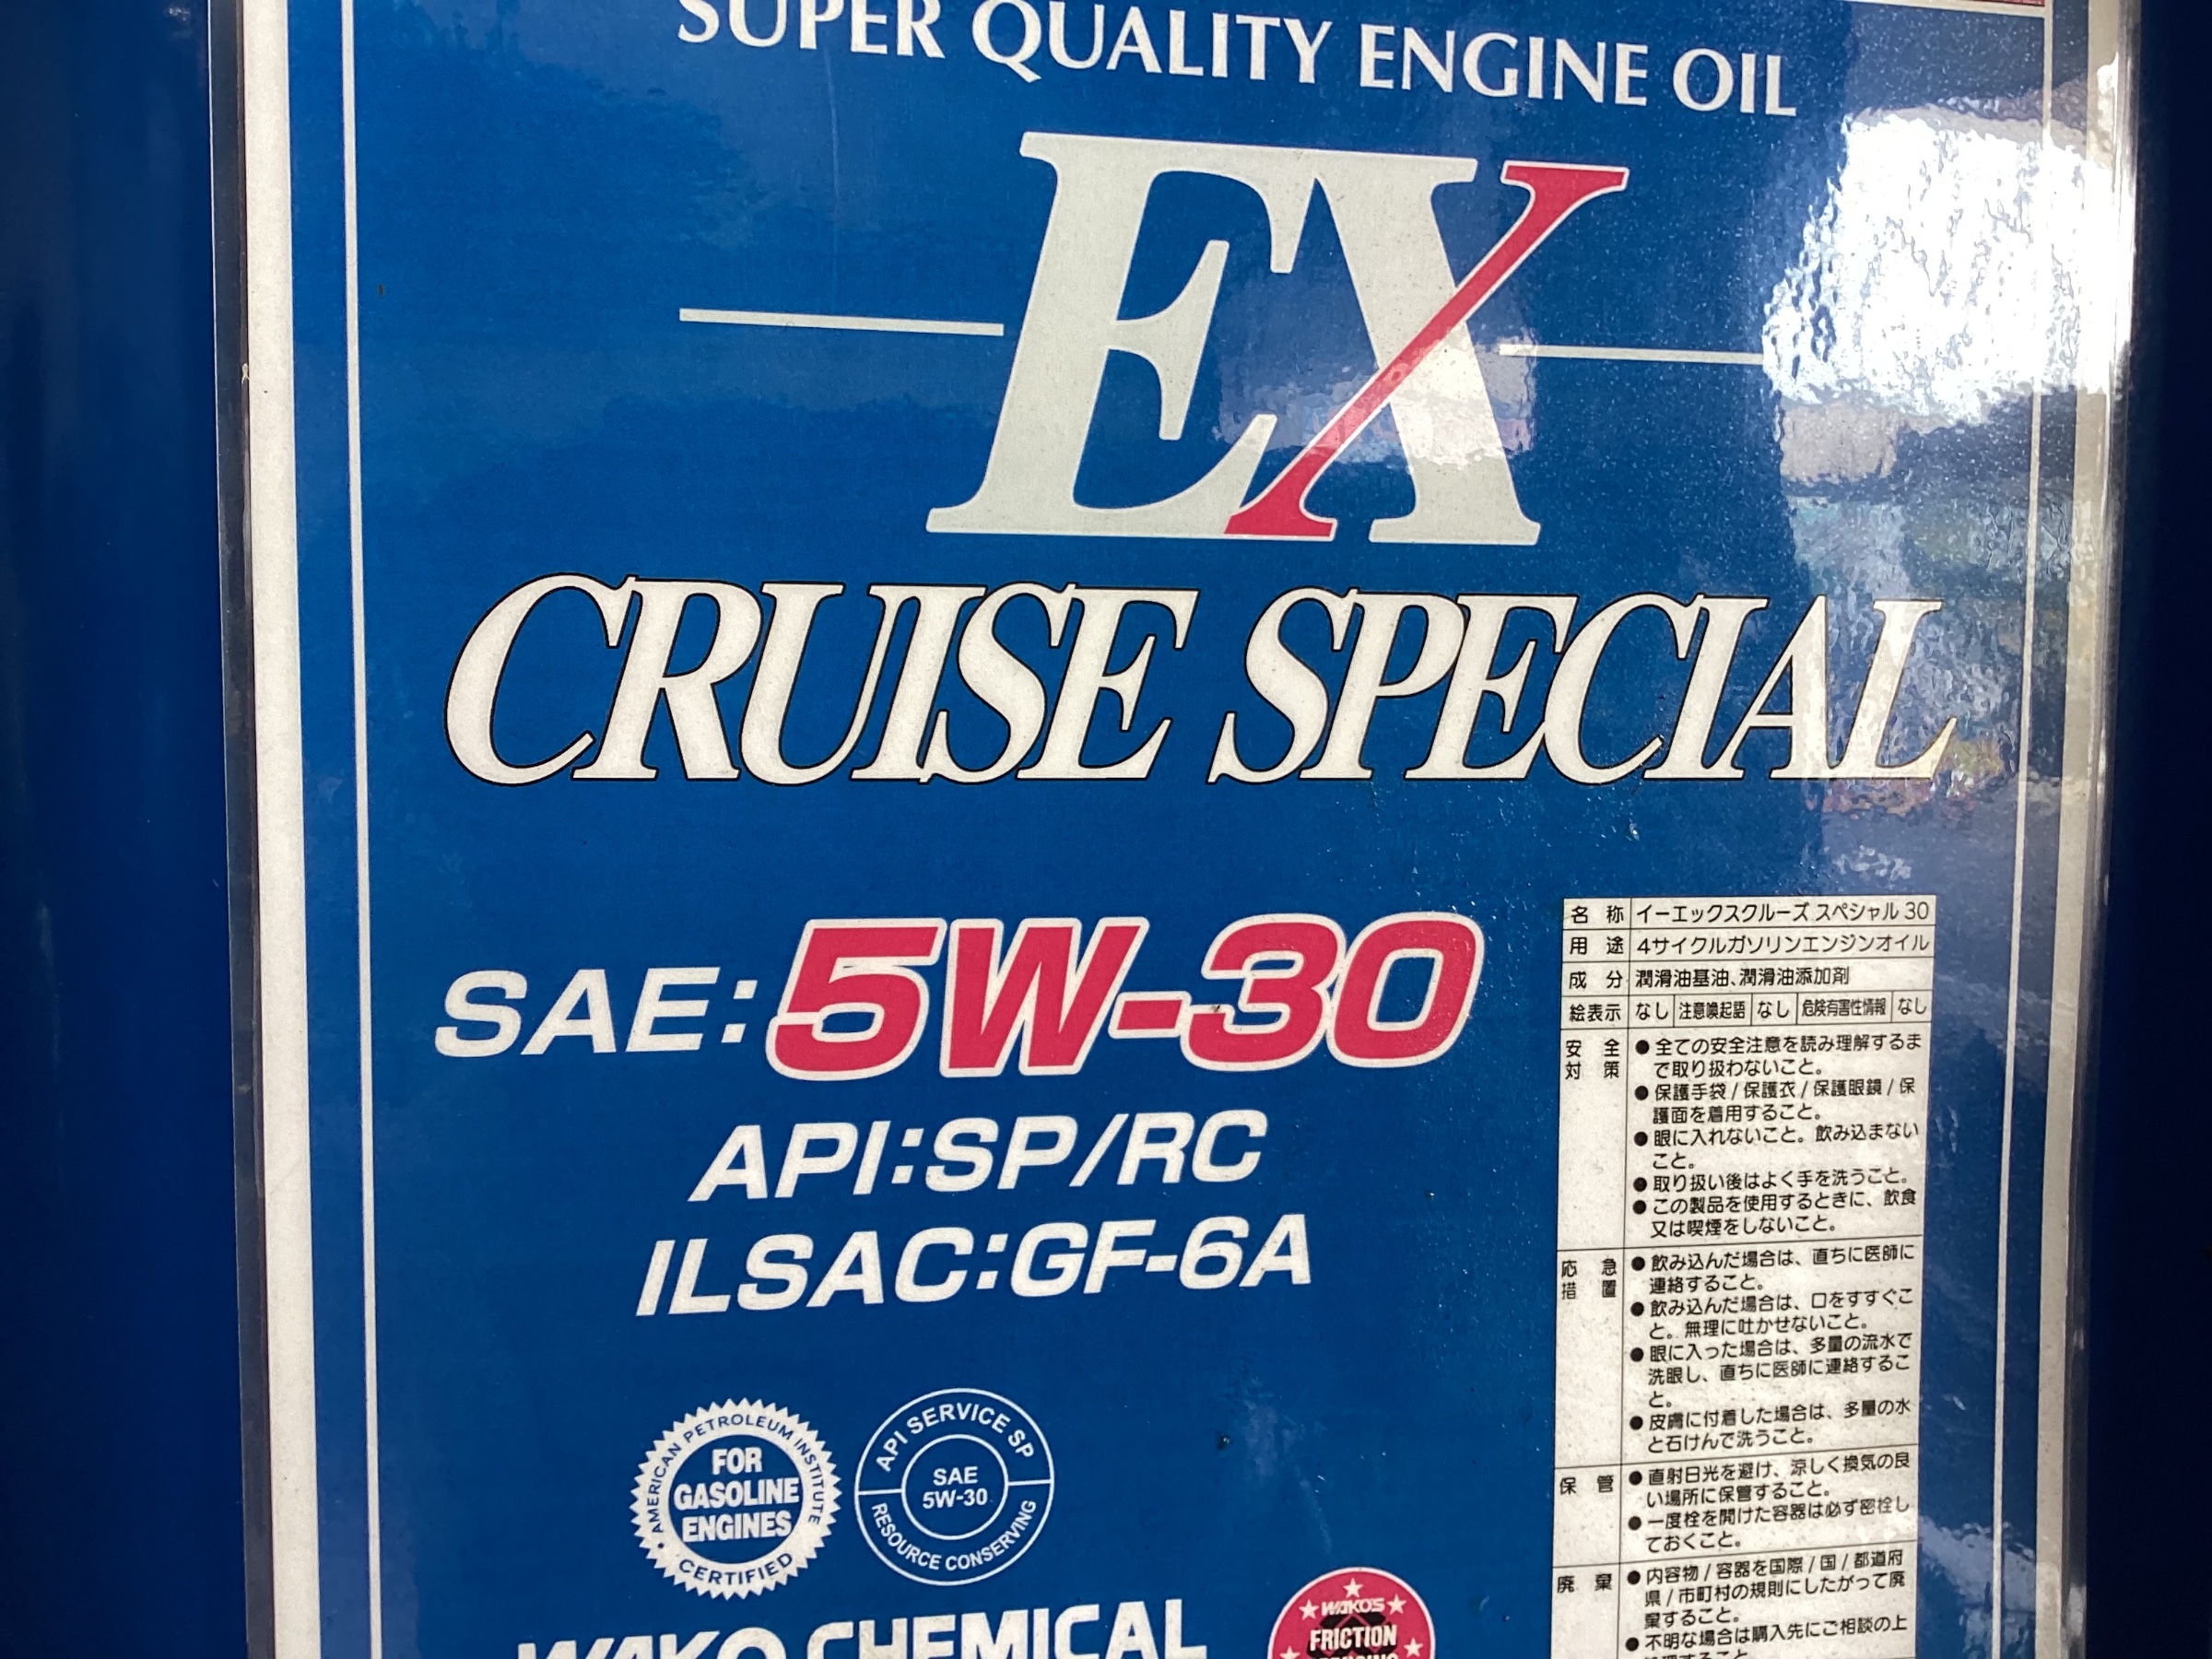 SUPER QUALITY ENGINE OIL
EX
CRUISE SPECIAL
SAE:5W-30
API:SP/RC
ILSAC:GF-6A
AMERICAN PETROLEUM INSTITUTE
FOR
GASOLINE
ENGINES
CERTIFIED
API SERVICE SP
SAE
5W-30
RESOURCE CONSERVING
WAKO CHEMICAL
WAKO'S
FRICTION
名 称 イーエックスクルーズ スペシャル 30
用 途 4サイクルガソリンエンジンオイル
成 分 潤滑油基油、潤滑油添加剤
絵表示 なし 注意喚起語 なし 危険有害性情報 なし
安 全
対 策
●全ての安全注意を読み理解するま
で取り扱わないこと。
●保護手袋/保護衣/保護眼鏡/保
護面を着用すること。
●眼に入れないこと。飲み込まない
こと。
●取り扱い後はよく手を洗うこと。
●この製品を使用するときに、飲食
又は喫煙をしないこと。
応 急
措 置
●飲み込んだ場合は、直ちに医師に
連絡すること。
●飲み込んだ場合は、口をすすぐこ
と。無理に吐かせないこと。
●眼に入った場合は、多量の流水で
洗眼し、直ちに医師に連絡するこ
と。
●皮膚に付着した場合は、多量の水
と石けんで洗うこと。
保 管
●直射日光を避け、涼しく換気の良
い場所に保管すること。
●一度栓を開けた容器は必ず密栓し
ておくこと。
廃 棄
●内容物/容器を国際/国/都道府
県/市町村の規則にしたがって廃
棄すること。
●不明な場合は購入先にご相談の上